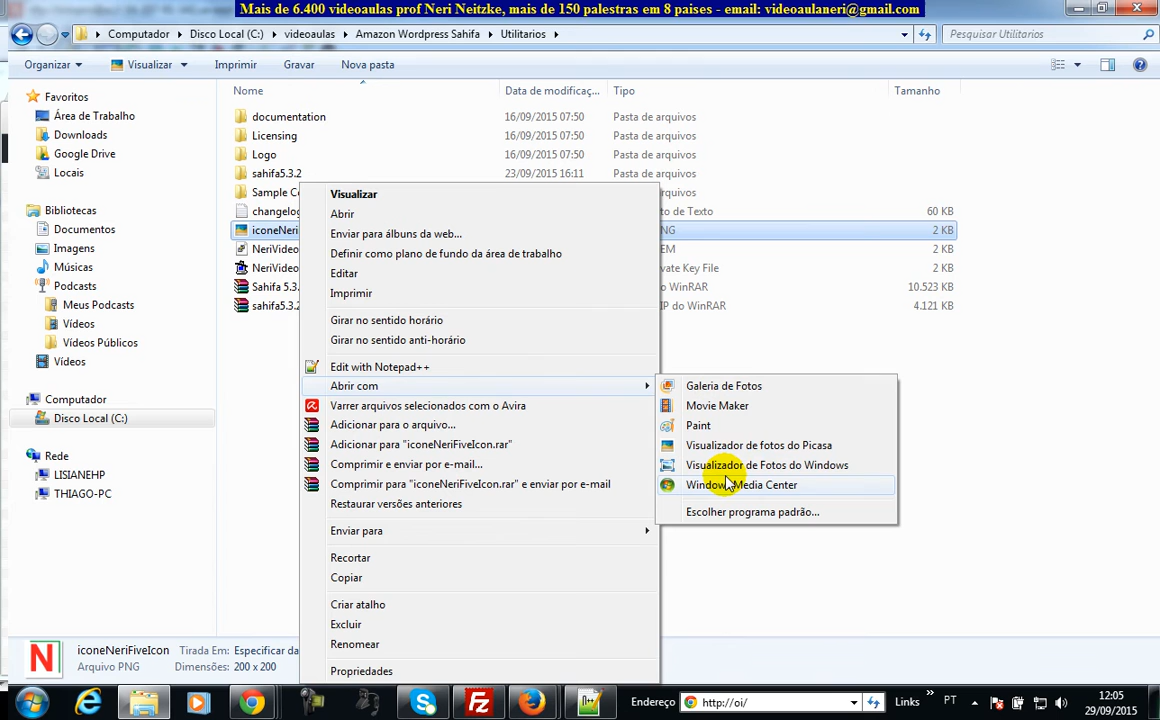 Mais de 6.400 videoaulas prof Neri Neitzke, mais de 150 palestras em 8 paises - email: videoaulaneri@gmail.com
Computador Disco Local (C:) videoaulas Amazon Wordpress Sahifa Utilitarios Pesquisar Utilitarios
Organizar Visualizar Imprimir Gravar Nova pasta
Nome Data de modificaç... Tipo Tamanho
Favoritos
Área de Trabalho
Downloads
Google Drive
Locais
Bibliotecas
Documentos
Imagens
Músicas
Podcasts
Meus Podcasts
Vídeos
Vídeos Públicos
Vídeos
Computador
Disco Local (C:)
Rede
LISIANEHP
THIAGO-PC
documentation 16/09/2015 07:50 Pasta de arquivos
Licensing 16/09/2015 07:50 Pasta de arquivos
Logo 16/09/2015 07:50 Pasta de arquivos
sahifa5.3.2 23/09/2015 16:11 Pasta de arquivos
Sample Co Pasta de arquivos
changelog to de Texto 60 KB
iconeNeri NG 2 KB
NeriVideo EM 2 KB
NeriVideo vate Key File 2 KB
Sahifa 5.3. o WinRAR 10.523 KB
sahifa5.3.2 P do WinRAR 4.121 KB
Visualizar
Abrir
Enviar para álbuns da web...
Definir como plano de fundo da área de trabalho
Editar
Imprimir
Girar no sentido horário
Girar no sentido anti-horário
Edit with Notepad++
Abrir com
Varrer arquivos selecionados com o Avira
Adicionar para o arquivo...
Adicionar para "iconeNeriFiveIcon.rar"
Comprimir e enviar por e-mail...
Comprimir para "iconeNeriFiveIcon.rar" e enviar por e-mail
Restaurar versões anteriores
Enviar para
Recortar
Copiar
Criar atalho
Excluir
Renomear
Propriedades
Galeria de Fotos
Movie Maker
Paint
Visualizador de fotos do Picasa
Visualizador de Fotos do Windows
Windows Media Center
Escolher programa padrão...
N
iconeNeriFiveIcon Tirada Em: Especificar da
Arquivo PNG Dimensões: 200 x 200
Endereço http://oi/ Links » PT 12:05
29/09/2015